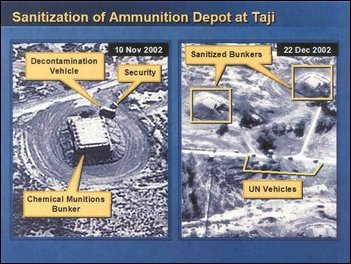 Sanitization of Ammunition Depot at Taji
10 Nov 2002
Decontamination
Vehicle
Security
Chemical Munitions
Bunker
22 Dec 2002
Sanitized Bunkers
UN Vehicles